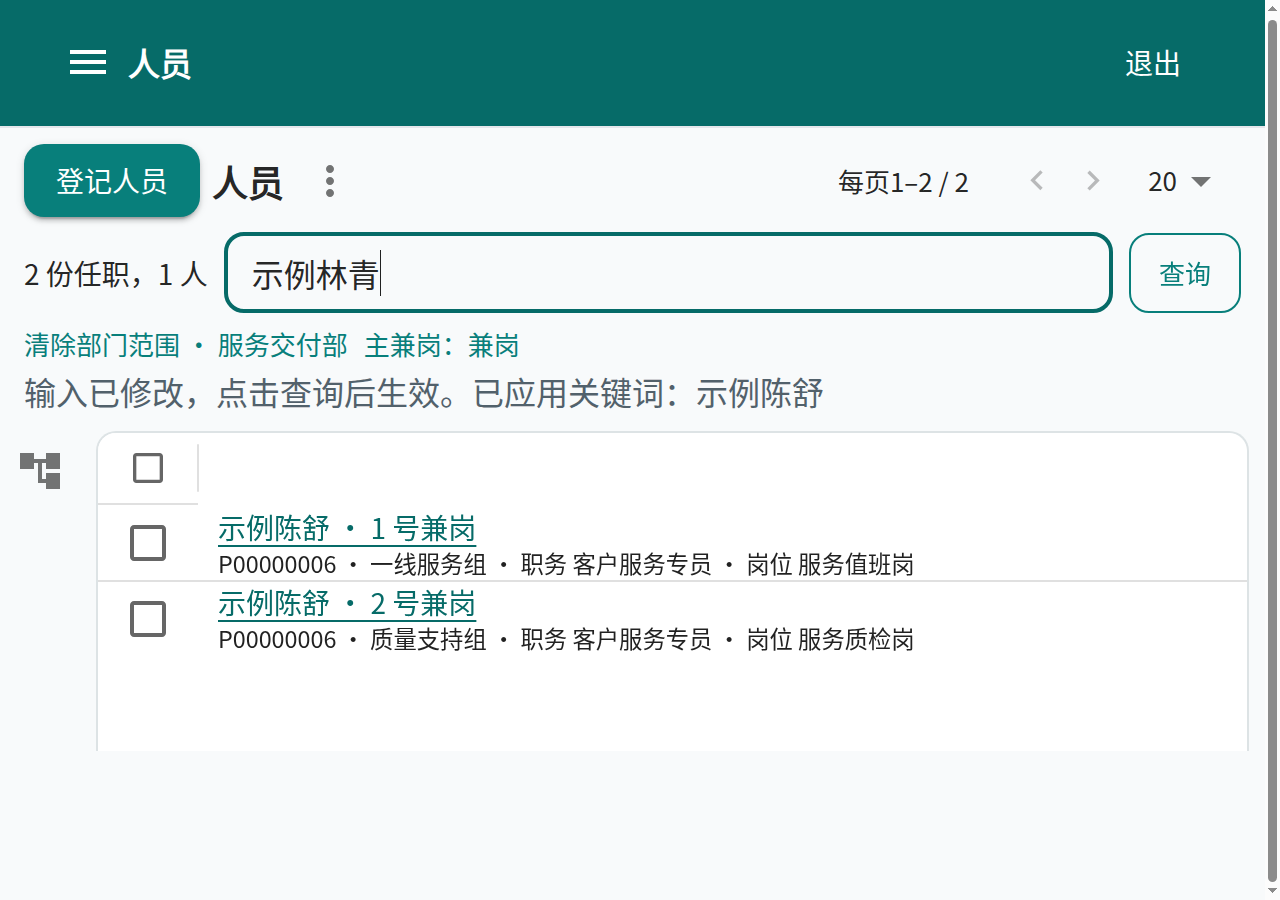 人员 退出
登记人员 人员 每页1–2 / 2 20
2 份任职，1 人 示例林青 查询
清除部门范围 · 服务交付部 主兼岗：兼岗
输入已修改，点击查询后生效。已应用关键词：示例陈舒
示例陈舒 · 1 号兼岗
P00000006 · 一线服务组 · 职务 客户服务专员 · 岗位 服务值班岗
示例陈舒 · 2 号兼岗
P00000006 · 质量支持组 · 职务 客户服务专员 · 岗位 服务质检岗